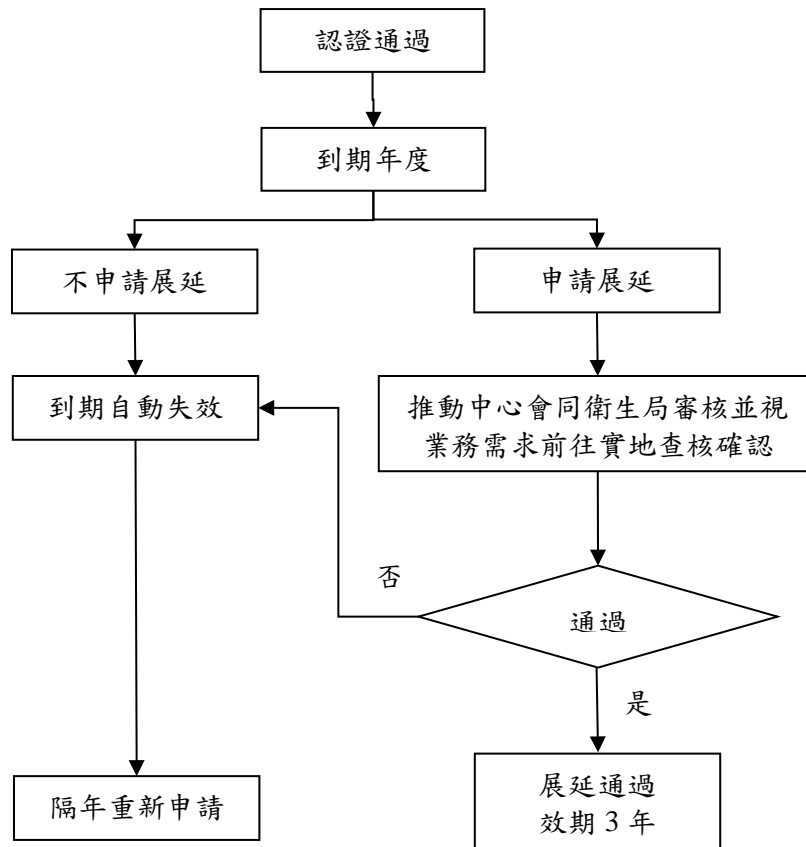 認證通過
到期年度
不申請展延
申請展延
到期自動失效
推動中心會同衛生局審核並視
業務需求前往實地查核確認
否
通過
是
隔年重新申請
展延通過
效期 3 年